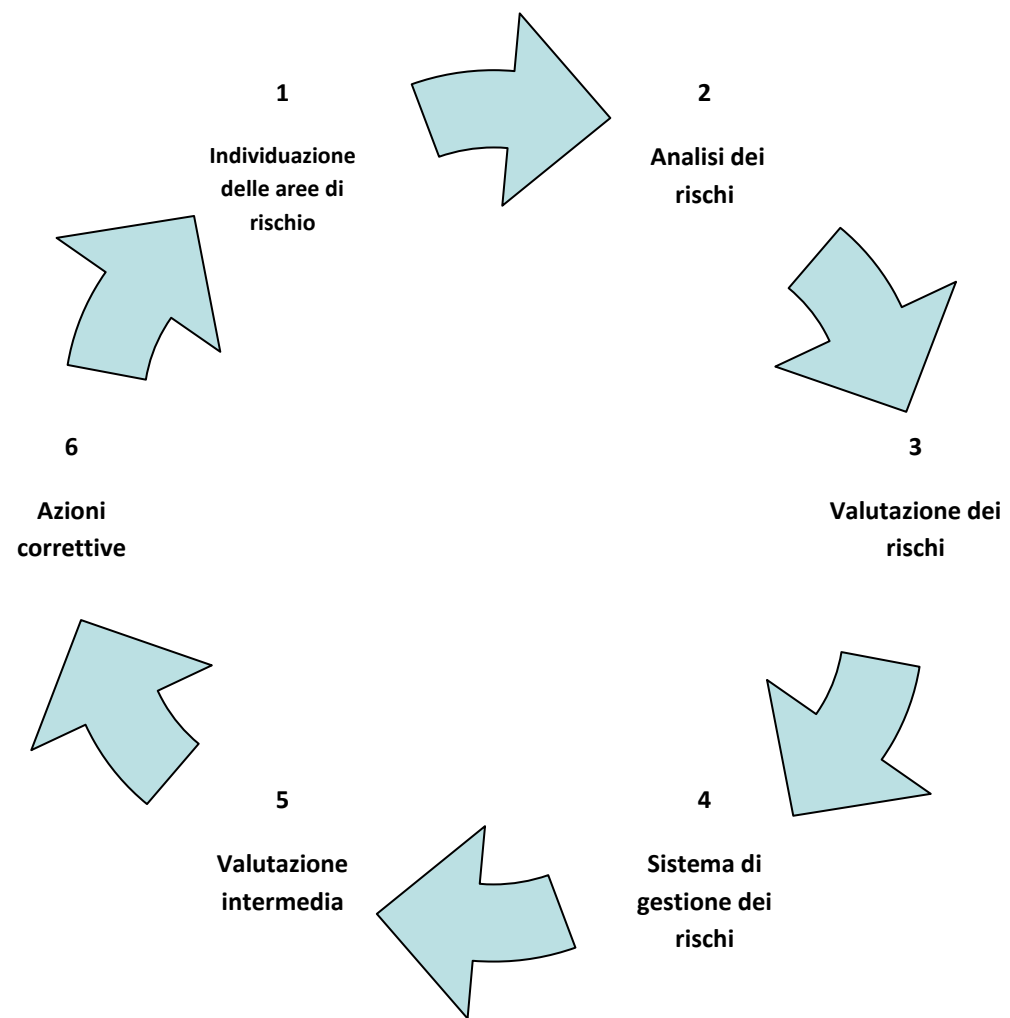 1
Individuazione
delle aree di
rischio
2
Analisi dei
rischi
3
Valutazione dei
rischi
4
Sistema di
gestione dei
rischi
5
Valutazione
intermedia
6
Azioni
correttive